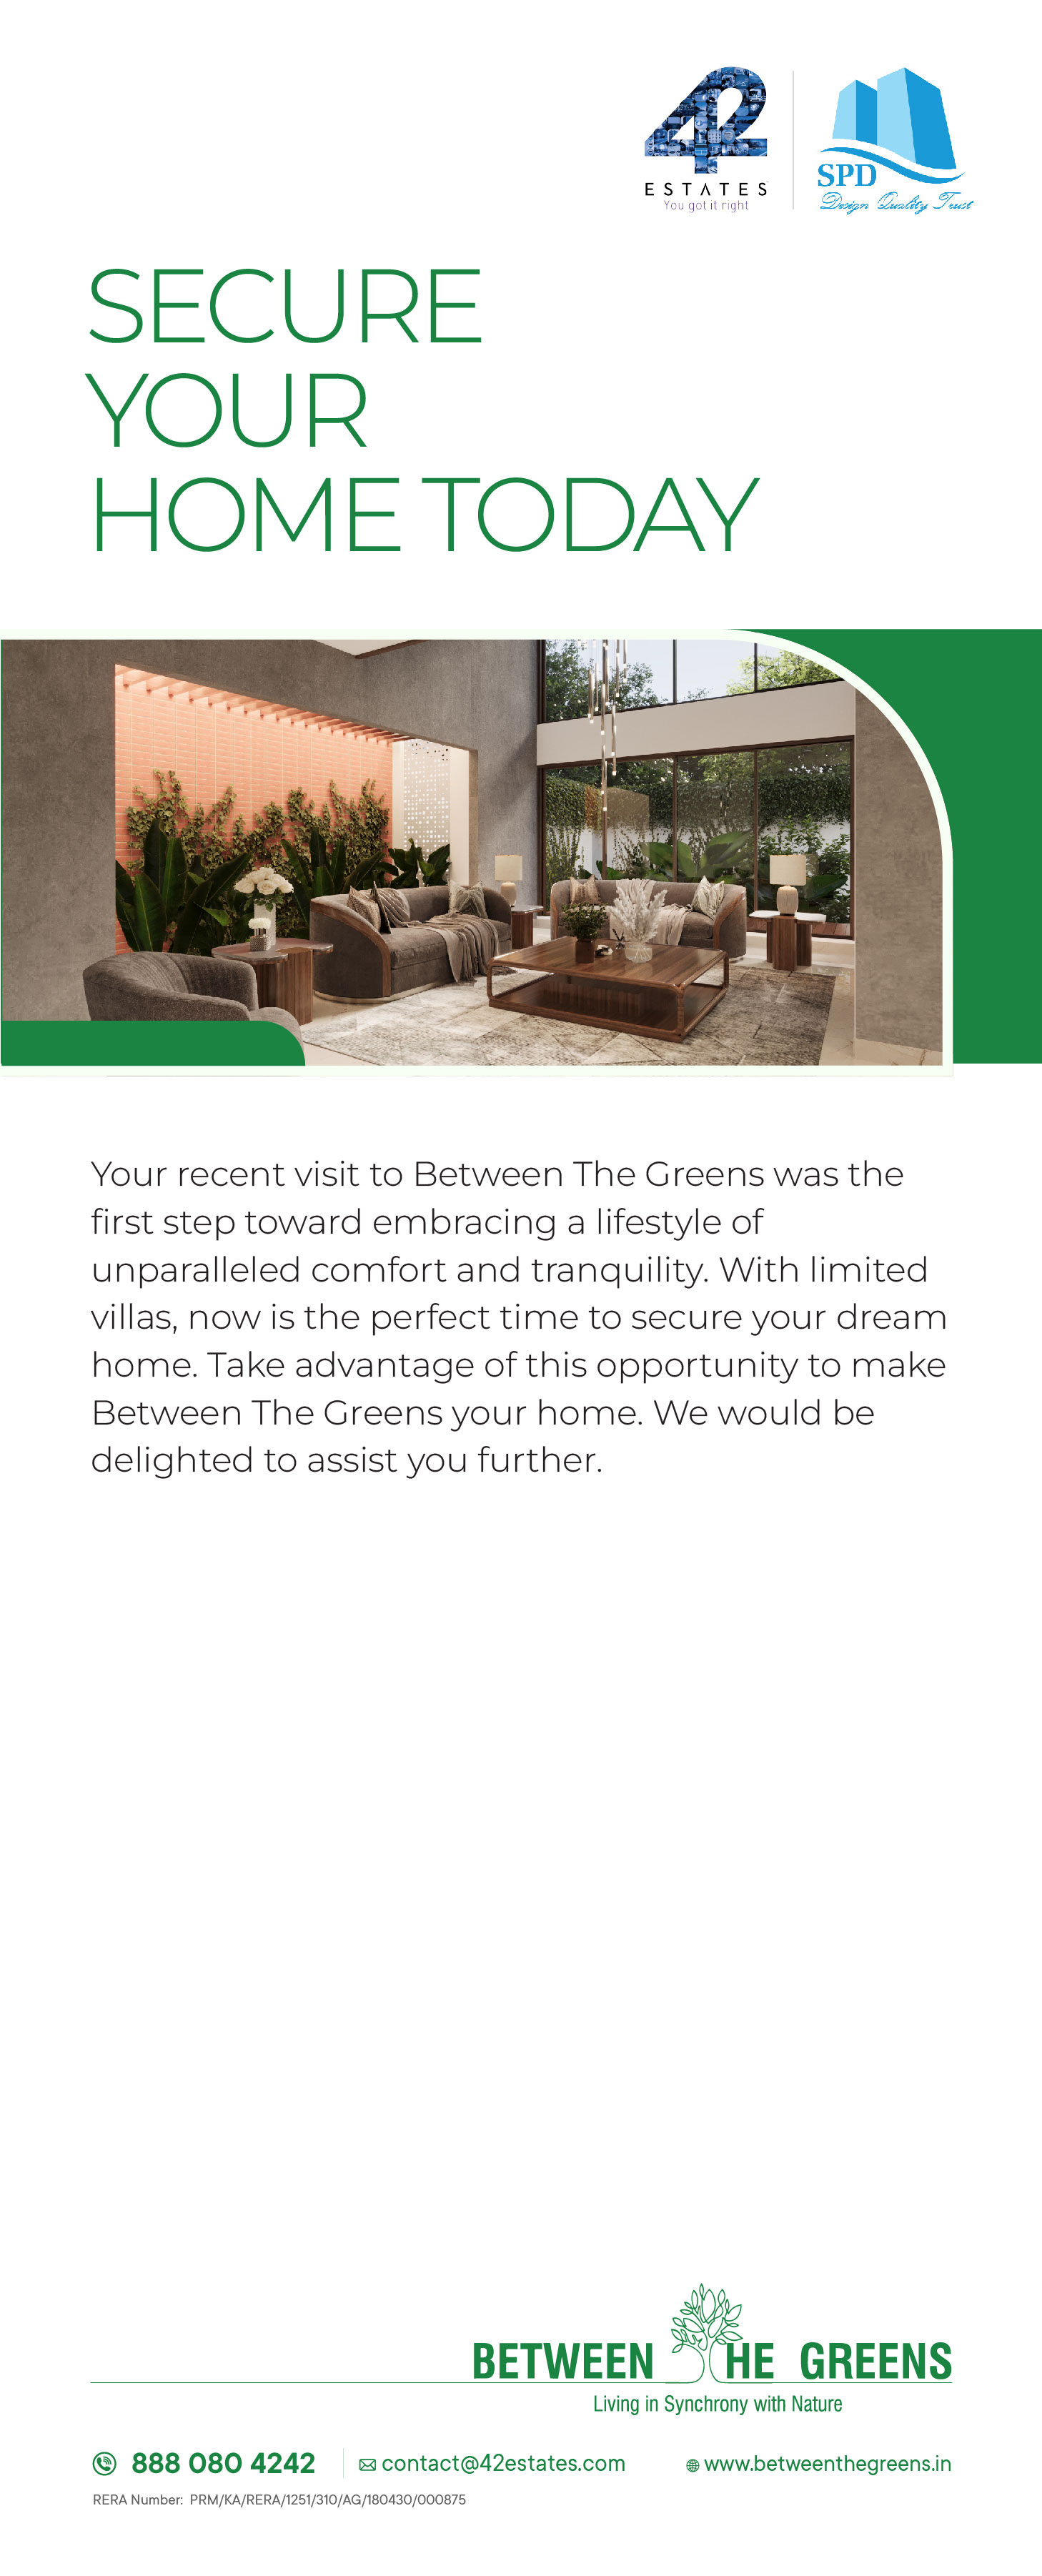 42
ESTATES
You got it right
SPD
Design Quality Trust
SECURE
YOUR
HOME TODAY
Your recent visit to Between The Greens was the
first step toward embracing a lifestyle of
unparalleled comfort and tranquility. With limited
villas, now is the perfect time to secure your dream
home. Take advantage of this opportunity to make
Between The Greens your home. We would be
delighted to assist you further.
BETWEEN THE GREENS
Living in Synchrony with Nature
888 080 4242
contact@42estates.com
www.betweenthegreens.in
RERA Number: PRM/KA/RERA/1251/310/AG/180430/000875